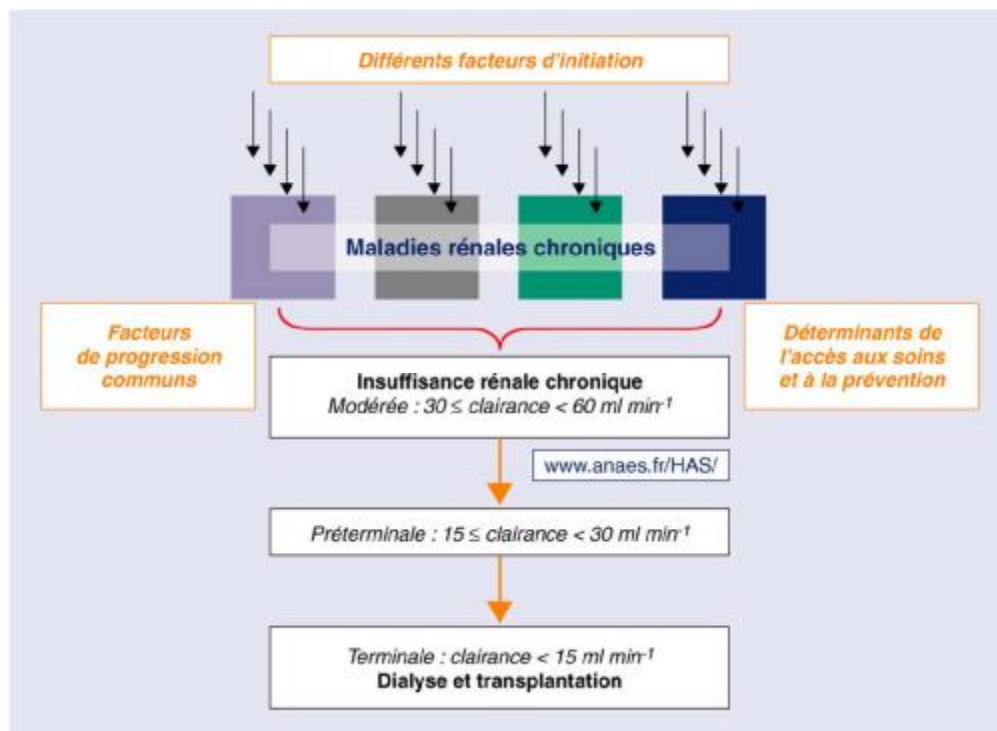 Différents facteurs d'initiation
Maladies rénales chroniques
Facteurs
de progression
communs
Déterminants de
l'accès aux soins
et à la prévention
Insuffisance rénale chronique
Modérée : 30 ≤ clairance < 60 ml min-1
www.anaes.fr/HAS/
Préterminale : 15 ≤ clairance < 30 ml min-1
Terminale : clairance < 15 ml min-1
Dialyse et transplantation